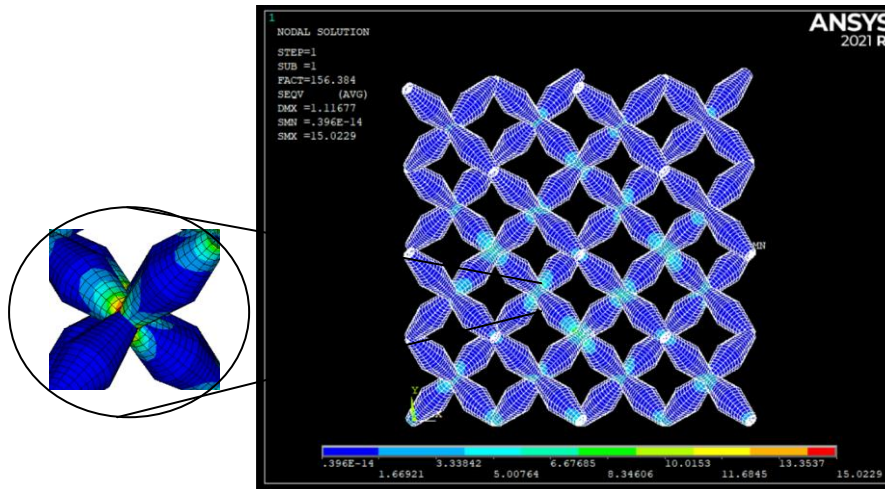 1
NODAL SOLUTION
STEP=1
SUB =1
FACT=156.384
SEQV (AVG)
DMX =1.11677
SMN =.396E-14
SMX =15.0229
ANSYS
2021 R
MN
Y
X
.396E-14 3.33842 6.67685 10.0153 13.3537
1.66921 5.00764 8.34606 11.6845 15.0229